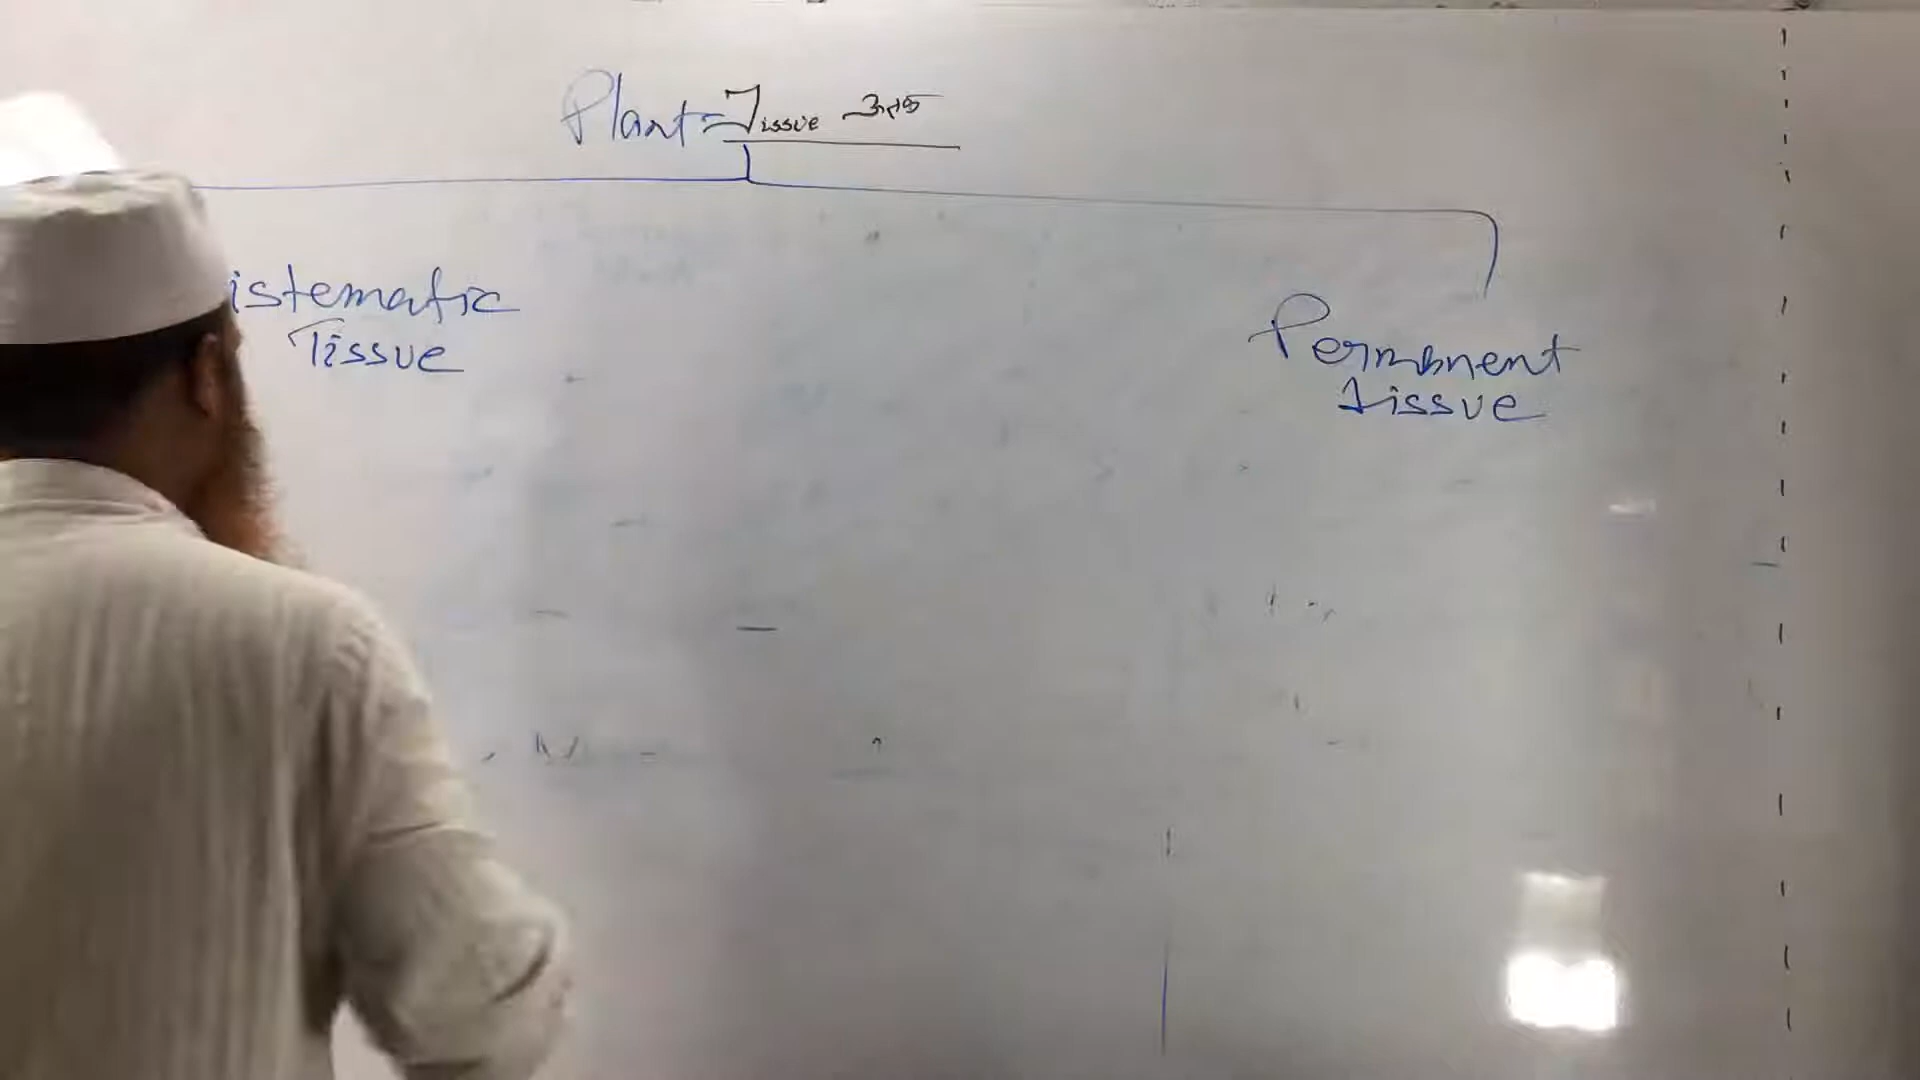 Plant-Tissue
istematic
Tissue
Permanent
tissue